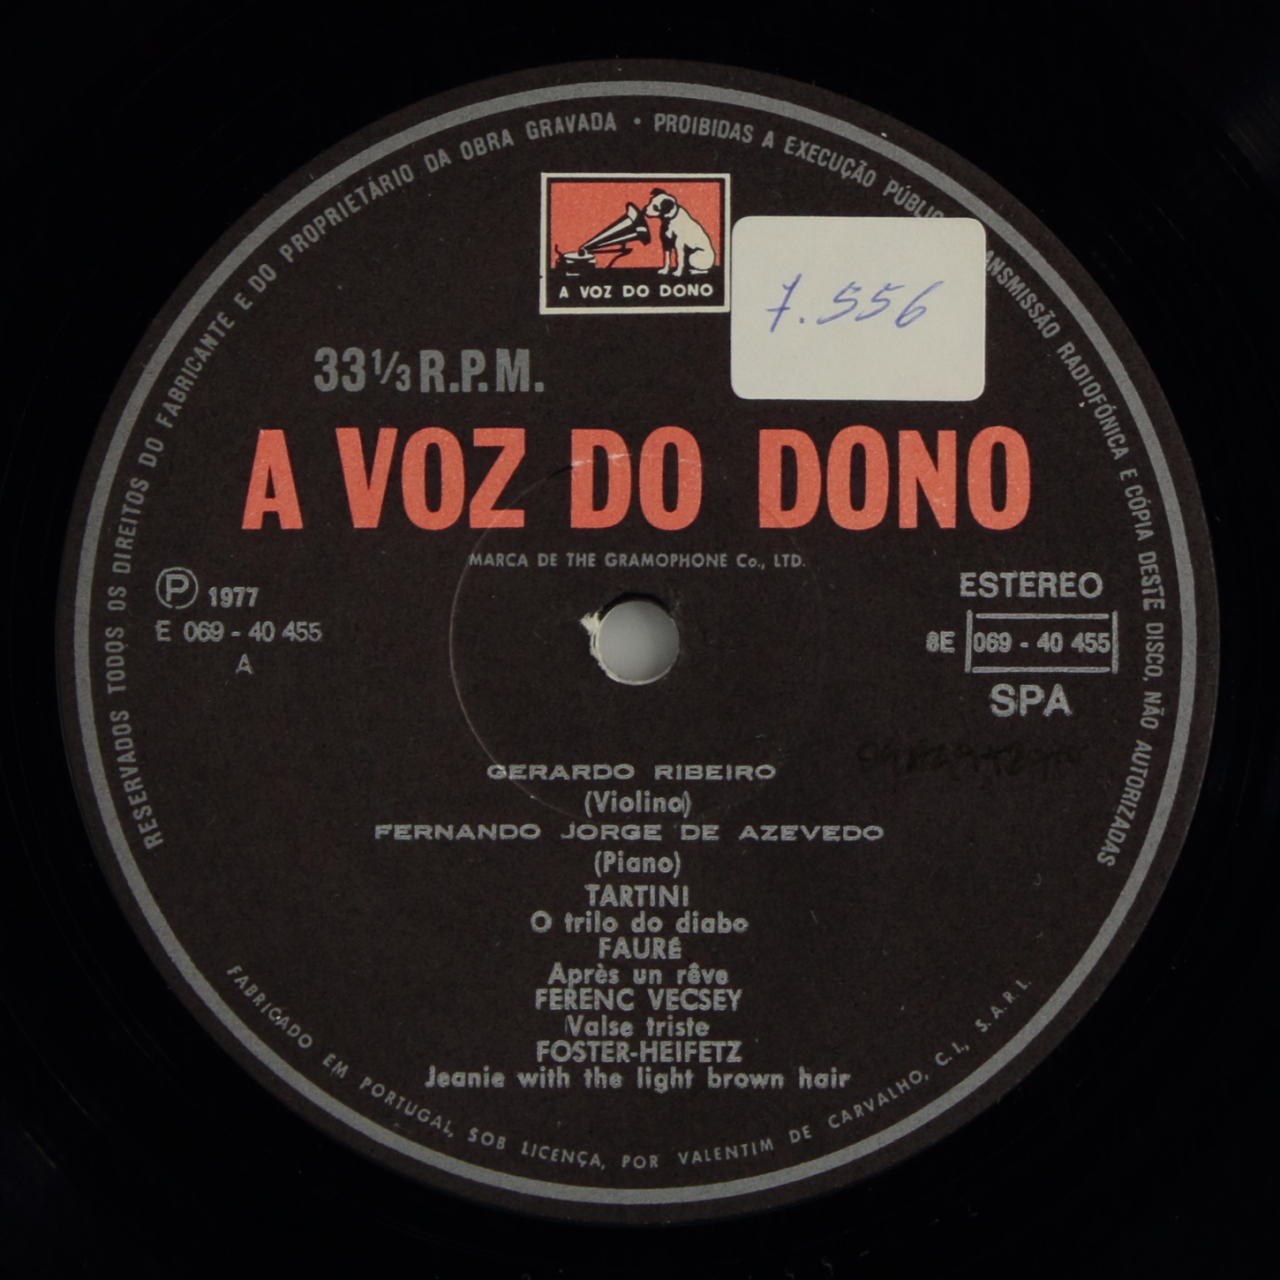 RESERVADOS TODOS OS DIREITOS DO FABRICANTE E DO PROPRIETÁRIO DA OBRA GRAVADA • PROIBIDAS A EXECUÇÃO PÚBLIC ANSMISSÃO RADIOFÓNICA E CÓPIA DESTE DISCO, NÃO AUTORIZADAS
A VOZ DO DONO
7.556
33⅓ R.P.M.
A VOZ DO DONO
MARCA DE THE GRAMOPHONE Co., LTD.
Ⓟ 1977
E 069 - 40 455
A
ESTEREO
8E 069 - 40 455
SPA
GERARDO RIBEIRO
(Violino)
FERNANDO JORGE DE AZEVEDO
(Piano)
TARTINI
O trilo do diabo
FAURÉ
Après un rêve
FERENC VECSEY
Valse triste
FOSTER-HEIFETZ
Jeanie with the light brown hair
FABRICADO EM PORTUGAL, SOB LICENÇA, POR VALENTIM DE CARVALHO, C. I., S. A. R. L.